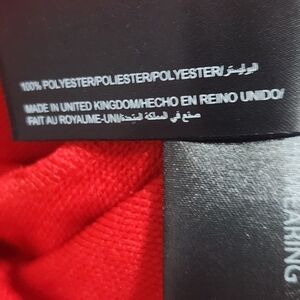 100% POLYESTER/POLIESTER/POLYESTER/البوليستر
MADE IN UNITED KINGDOM/HECHO EN REINO UNIDO/
FAIT AU ROYAUME-UNI/صنع في المملكة المتحدة
WEARING